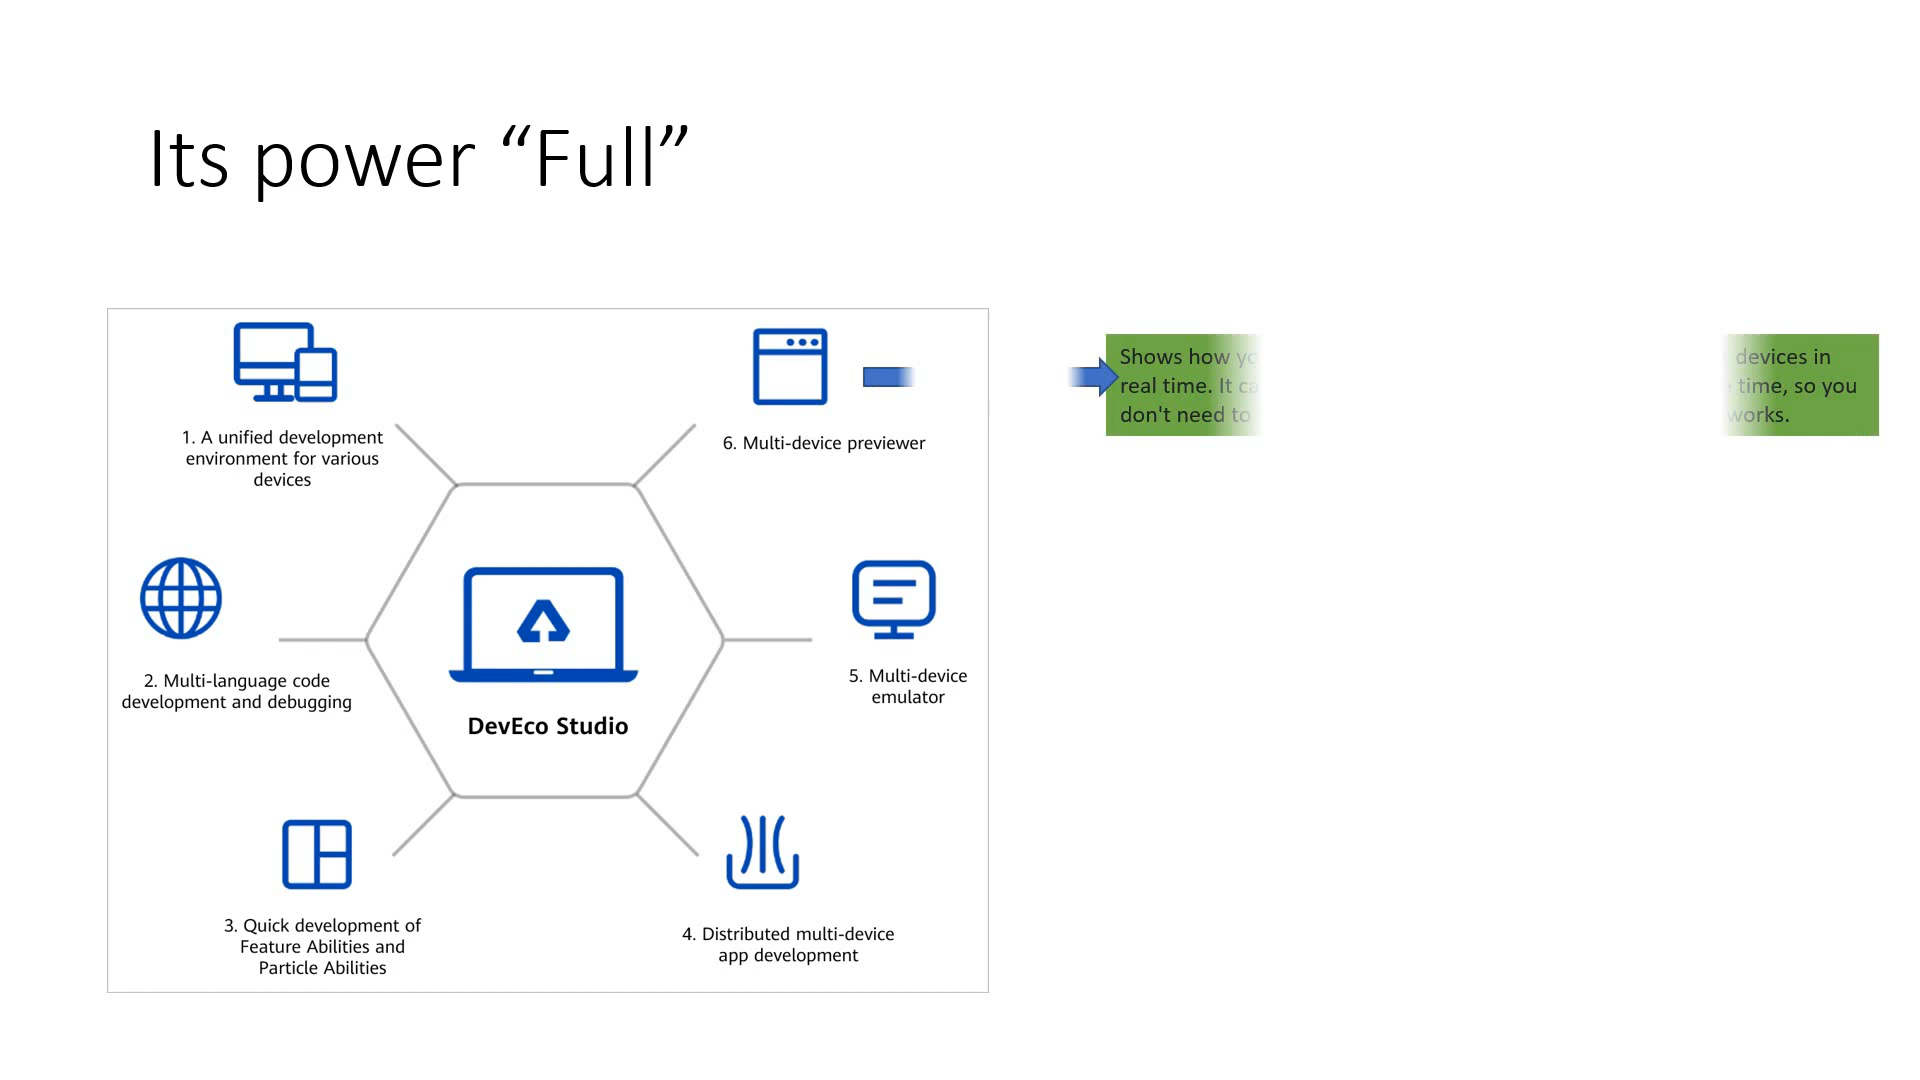 Its power “Full”
1. A unified development
environment for various
devices
6. Multi-device previewer
Shows how devices in
real time. It time, so you
don't need to works.
2. Multi-language code
development and debugging
5. Multi-device
emulator
DevEco Studio
3. Quick development of
Feature Abilities and
Particle Abilities
4. Distributed multi-device
app development